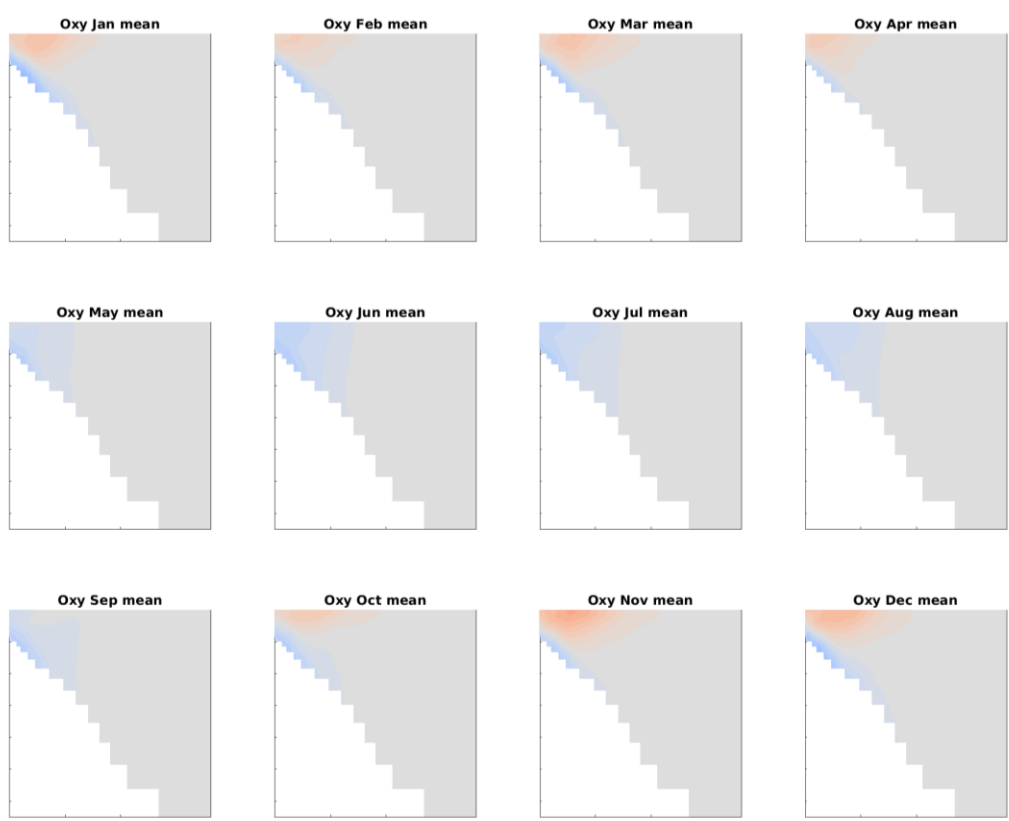 Oxy Jan mean
Oxy Feb mean
Oxy Mar mean
Oxy Apr mean
Oxy May mean
Oxy Jun mean
Oxy Jul mean
Oxy Aug mean
Oxy Sep mean
Oxy Oct mean
Oxy Nov mean
Oxy Dec mean